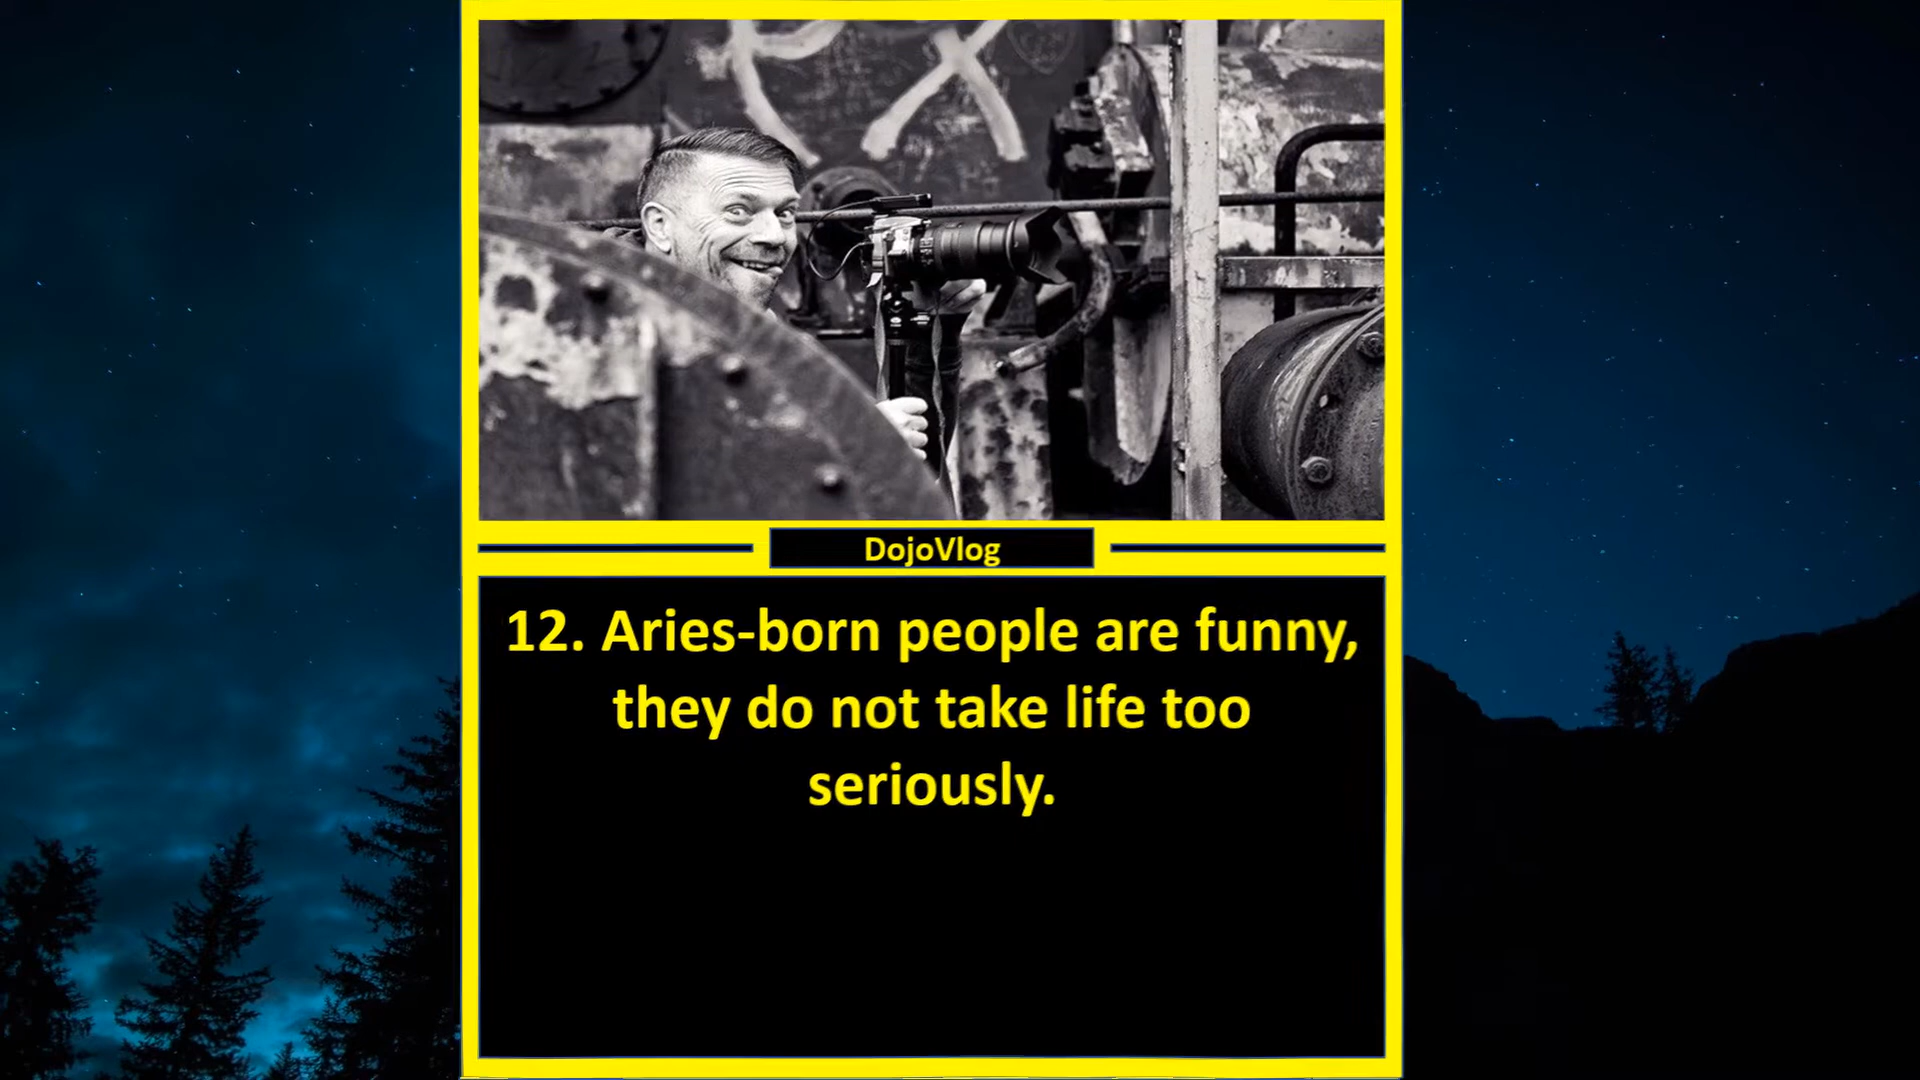 DojoVlog
12. Aries-born people are funny,
they do not take life too
seriously.